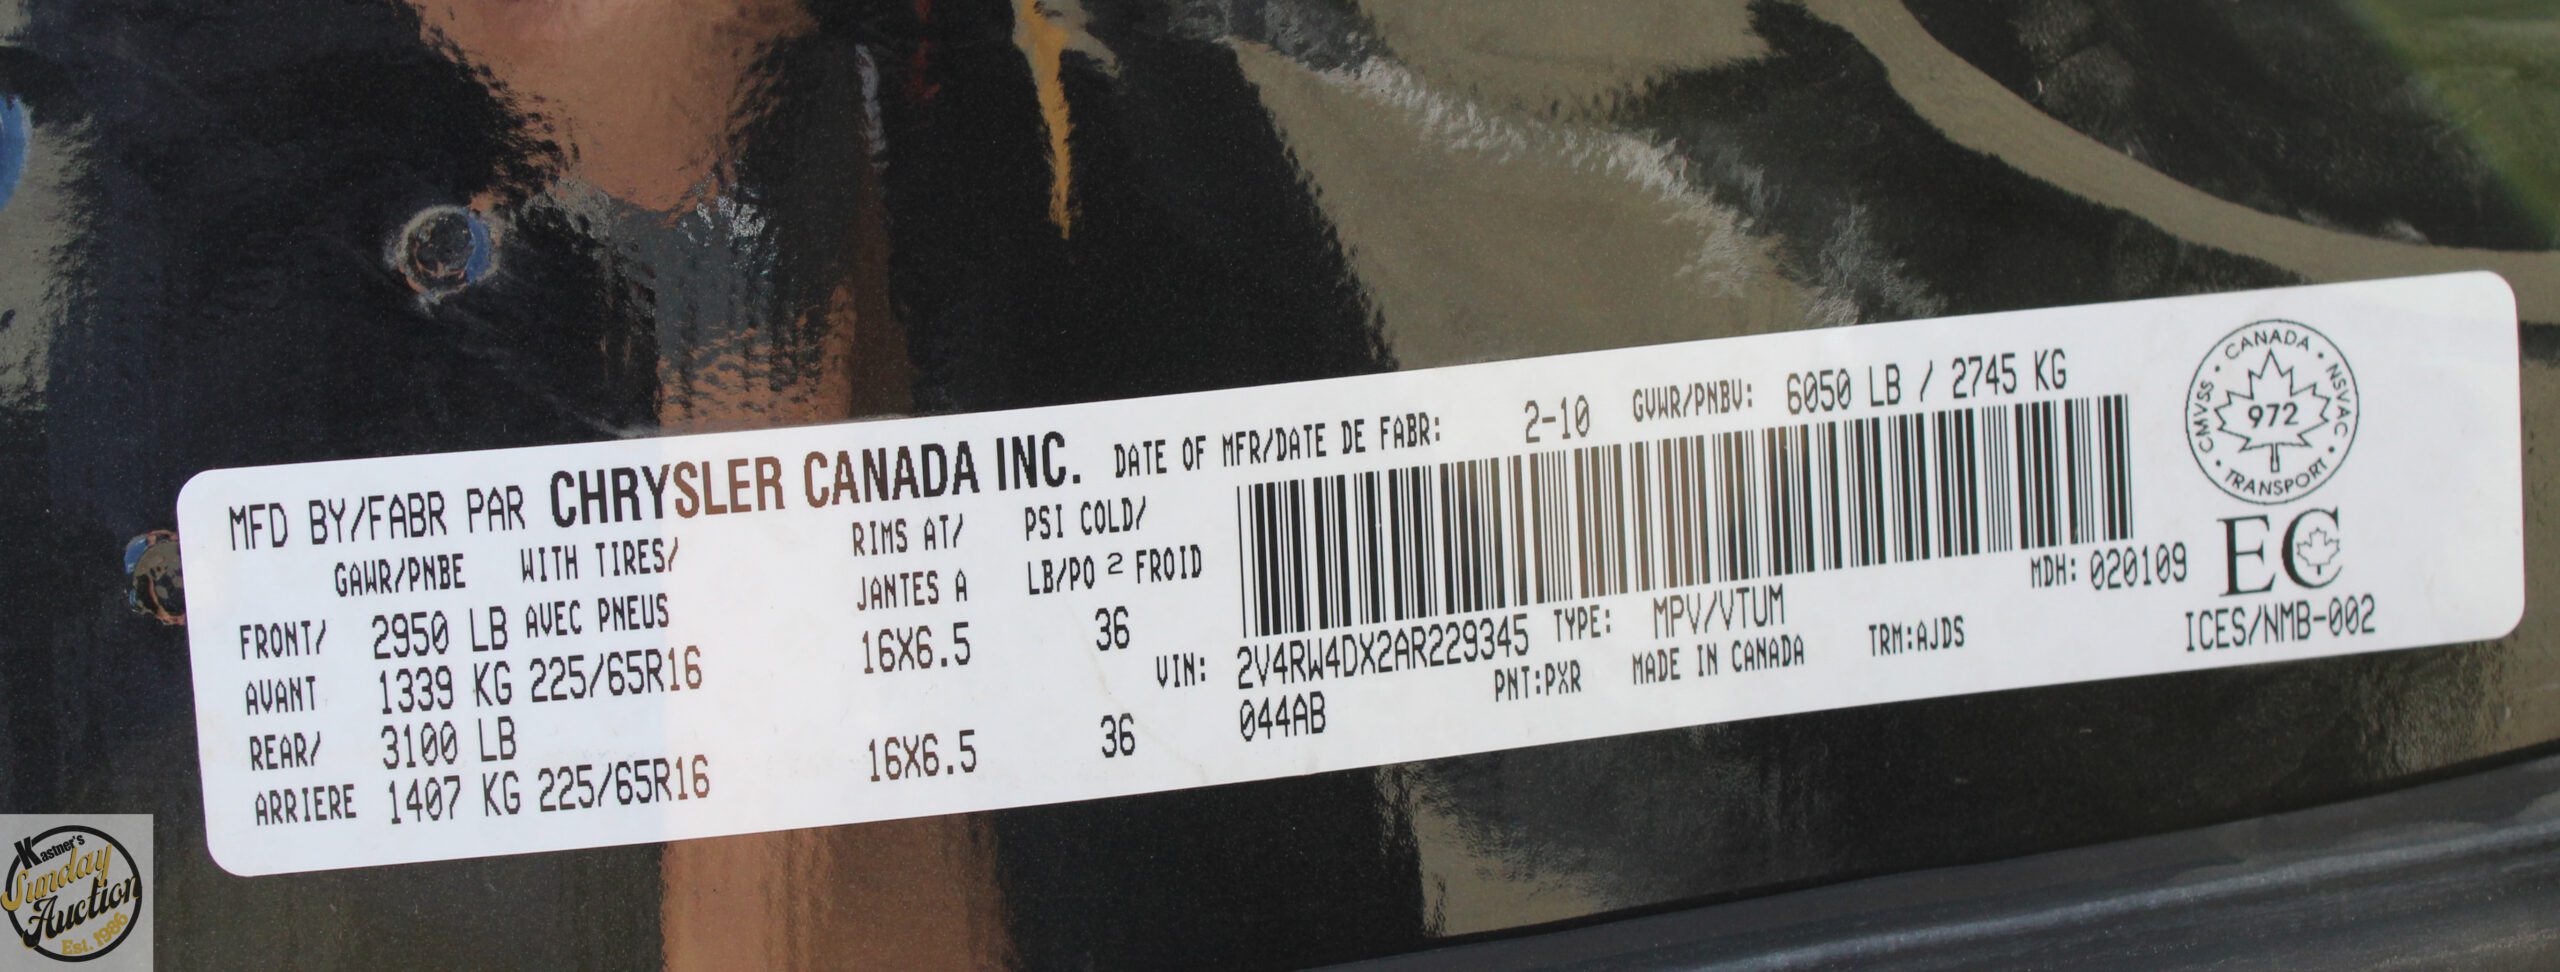 MFD BY/FABR PAR CHRYSLER CANADA INC. DATE OF MFR/DATE DE FABR: 2-10 GVWR/PNBV: 6050 LB / 2745 KG
GAWR/PNBE WITH TIRES/ RIMS AT/ PSI COLD/
AVEC PNEUS JANTES A LB/PO 2 FROID
FRONT/ 2950 LB
AVANT 1339 KG 225/65R16 16X6.5 36
REAR/ 3100 LB
ARRIERE 1407 KG 225/65R16 16X6.5 36
MDH: 020109
VIN: 2V4RW4DX2AR229345 TYPE: MPV/VTUM
044AB PNT:PXR MADE IN CANADA TRM:AJDS
CANADA • NSVAC • TRANSPORT • CMVSS •
972
EC
ICES/NMB-002
Kastner's
Sunday
Auction
Est. 1986